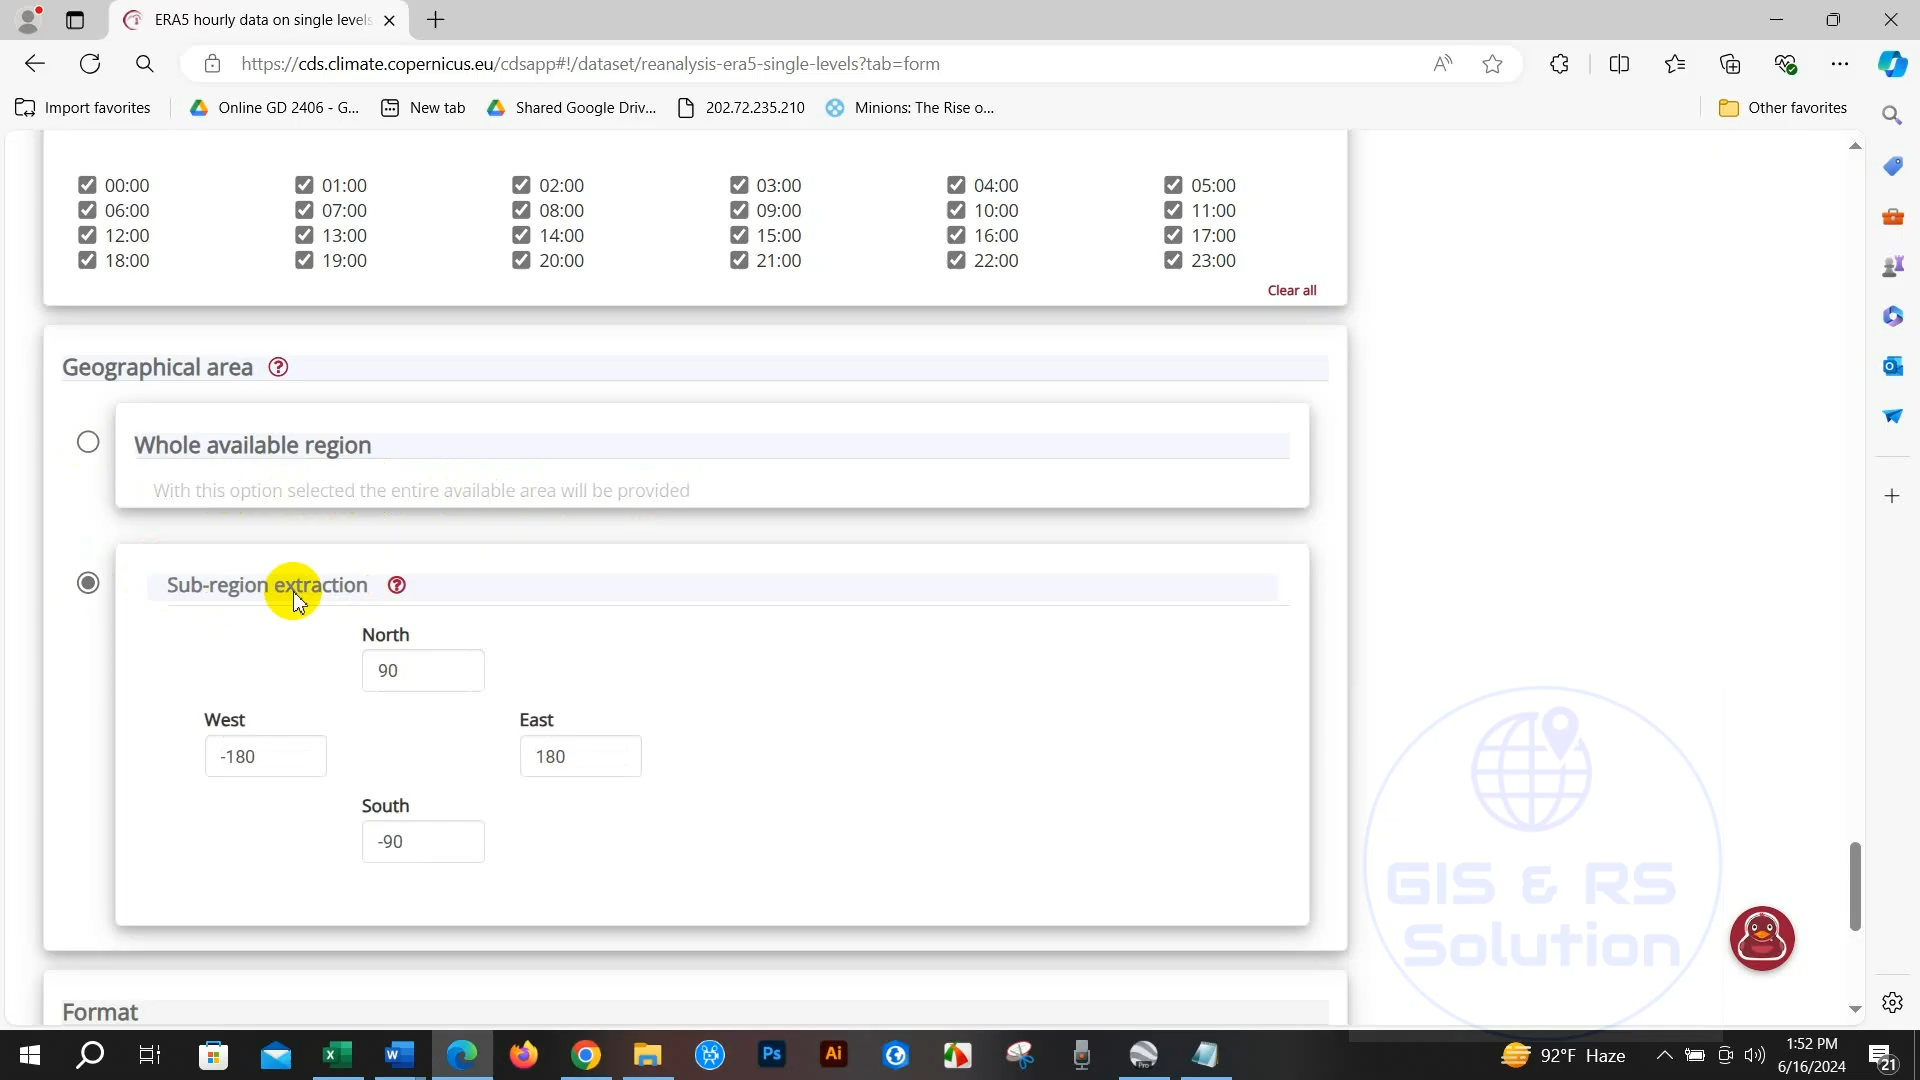 ERA5 hourly data on single levels
https://cds.climate.copernicus.eu/cdsapp#!/dataset/reanalysis-era5-single-levels?tab=form
Import favorites
Online GD 2406 - G...
New tab
Shared Google Driv...
202.72.235.210
Minions: The Rise o...
Other favorites
00:00 01:00 02:00 03:00 04:00 05:00
06:00 07:00 08:00 09:00 10:00 11:00
12:00 13:00 14:00 15:00 16:00 17:00
18:00 19:00 20:00 21:00 22:00 23:00
Clear all
Geographical area ?
Whole available region
With this option selected the entire available area will be provided
Sub-region extraction ?
North
90
West East
-180 180
South
-90
GIS & RS
Solution
Format
Ps
Ai
92°F Haze
1:52 PM
6/16/2024
21